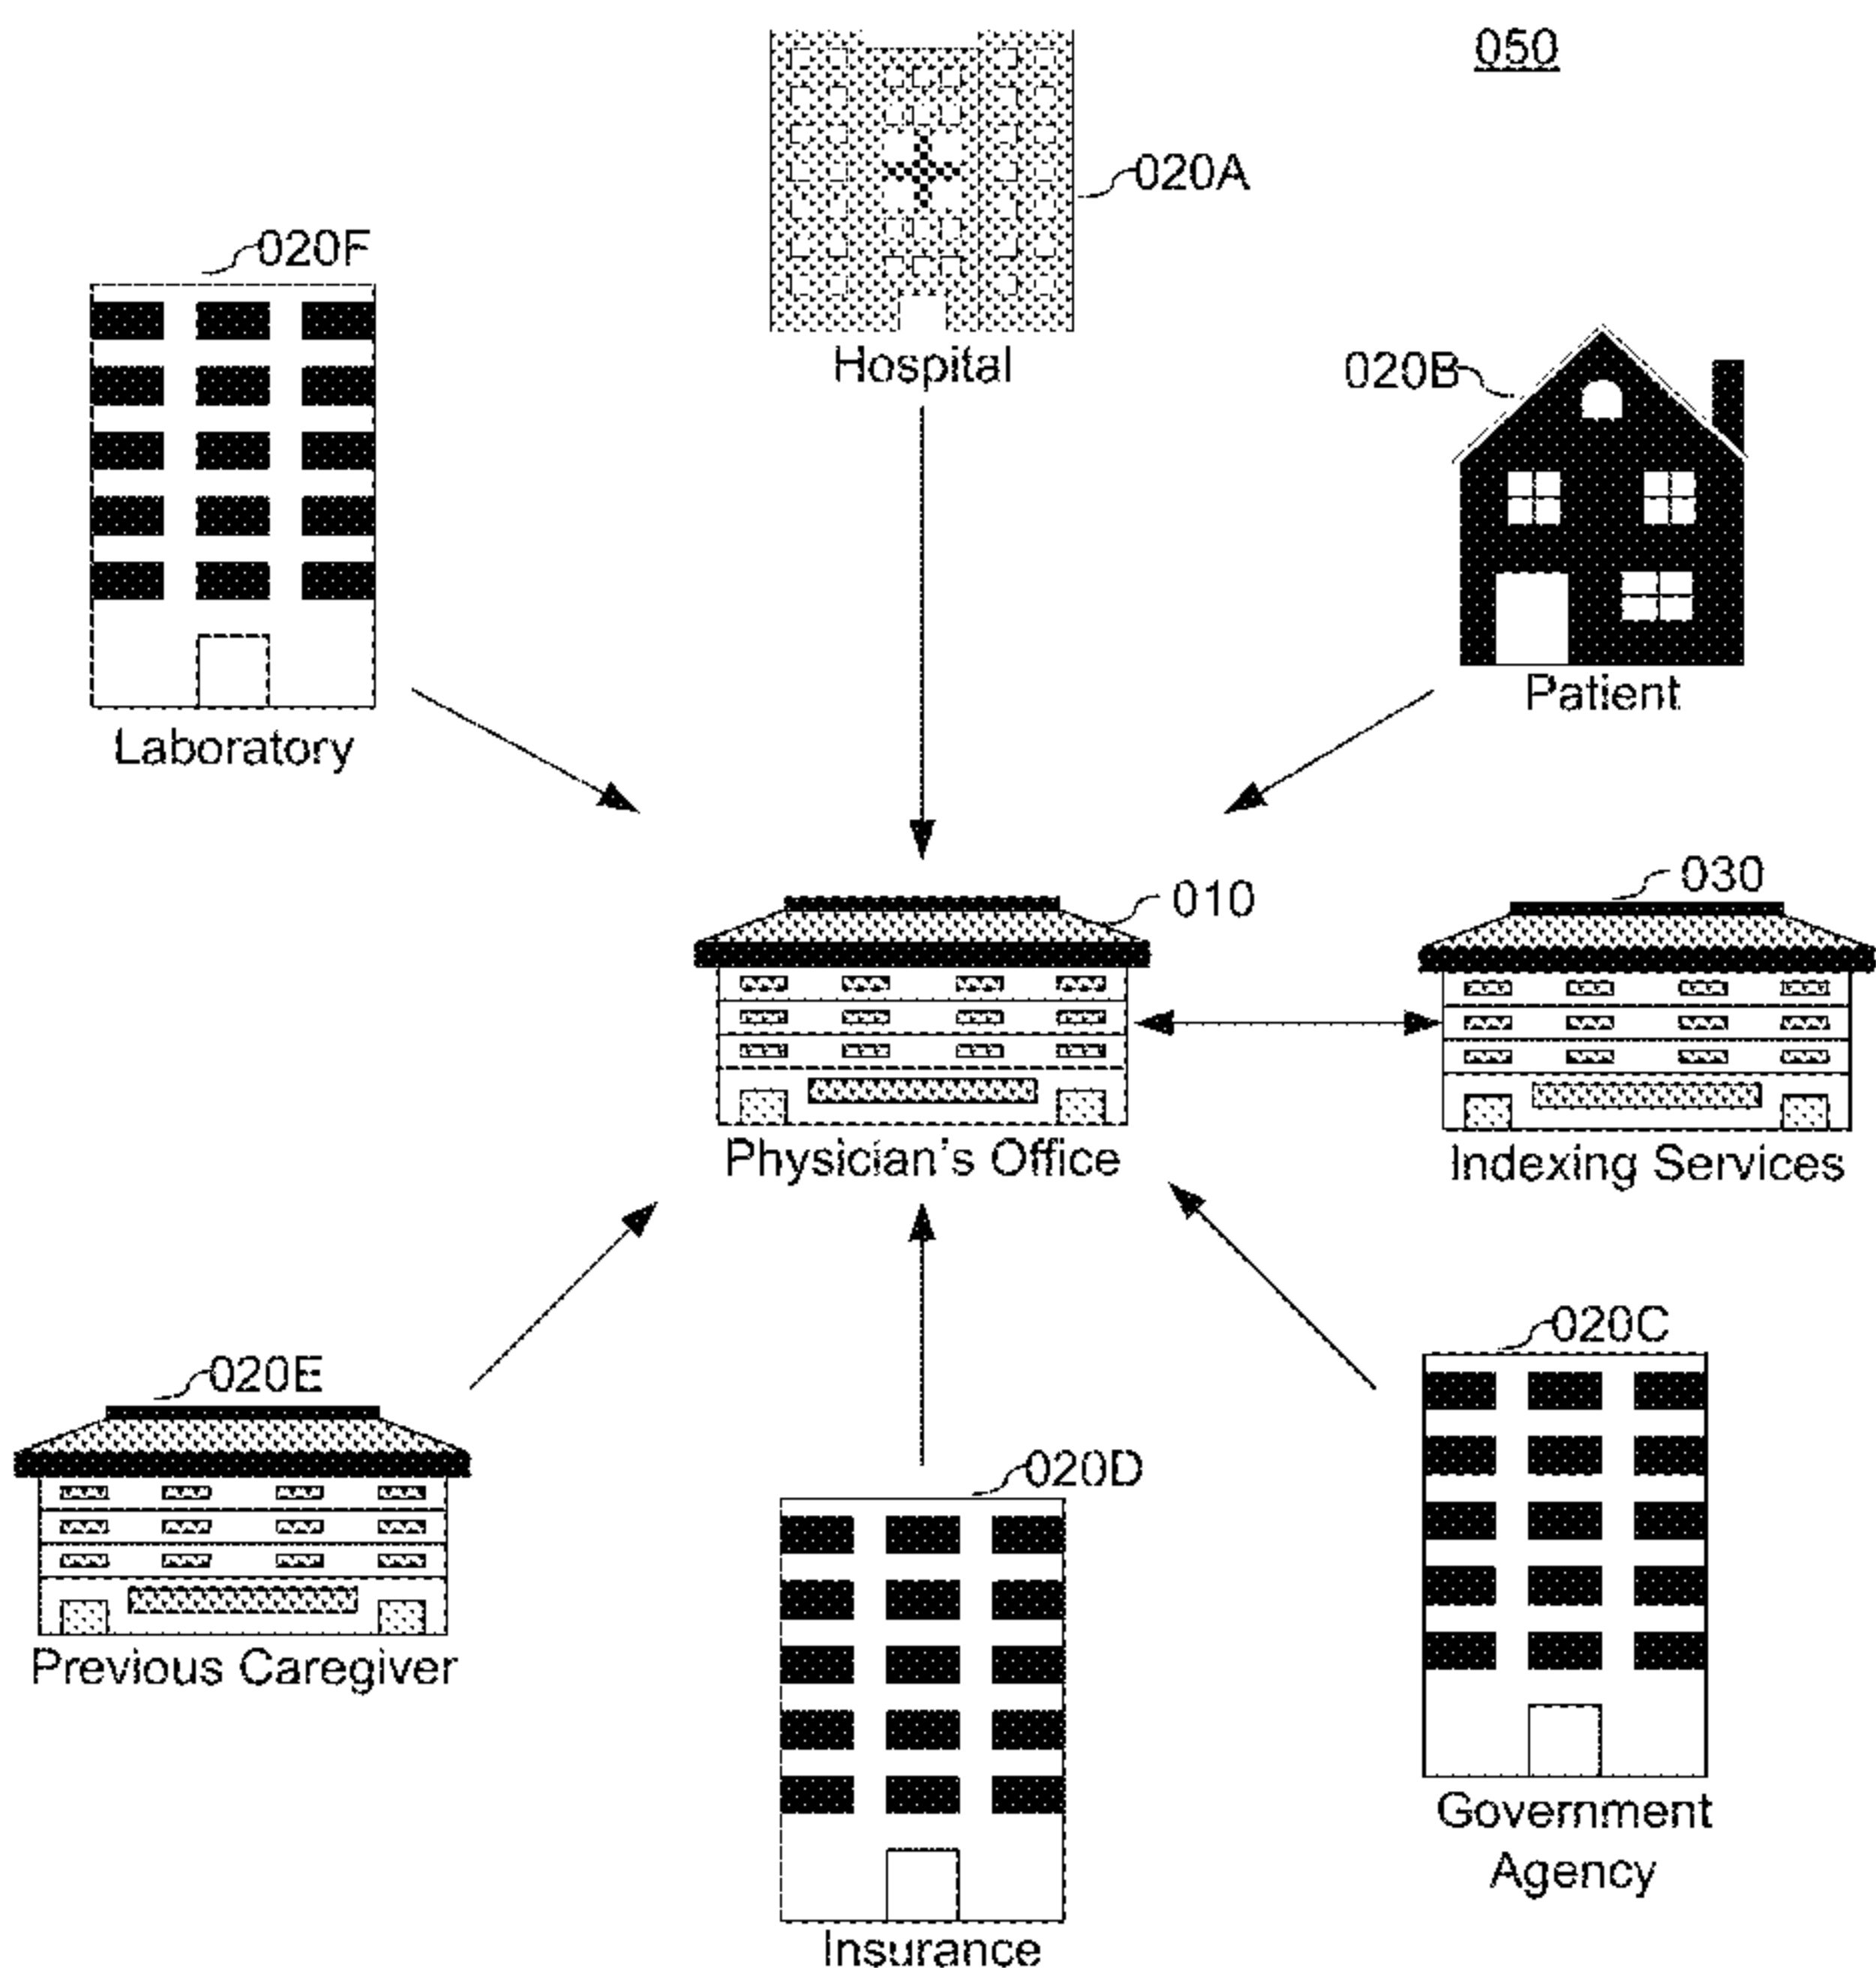 050
020A
020F
Hospital
020B
Patient
Laboratory
010
030
Physician's Office
Indexing Services
020E
020C
020D
Previous Caregiver
Government
Agency
Insurance